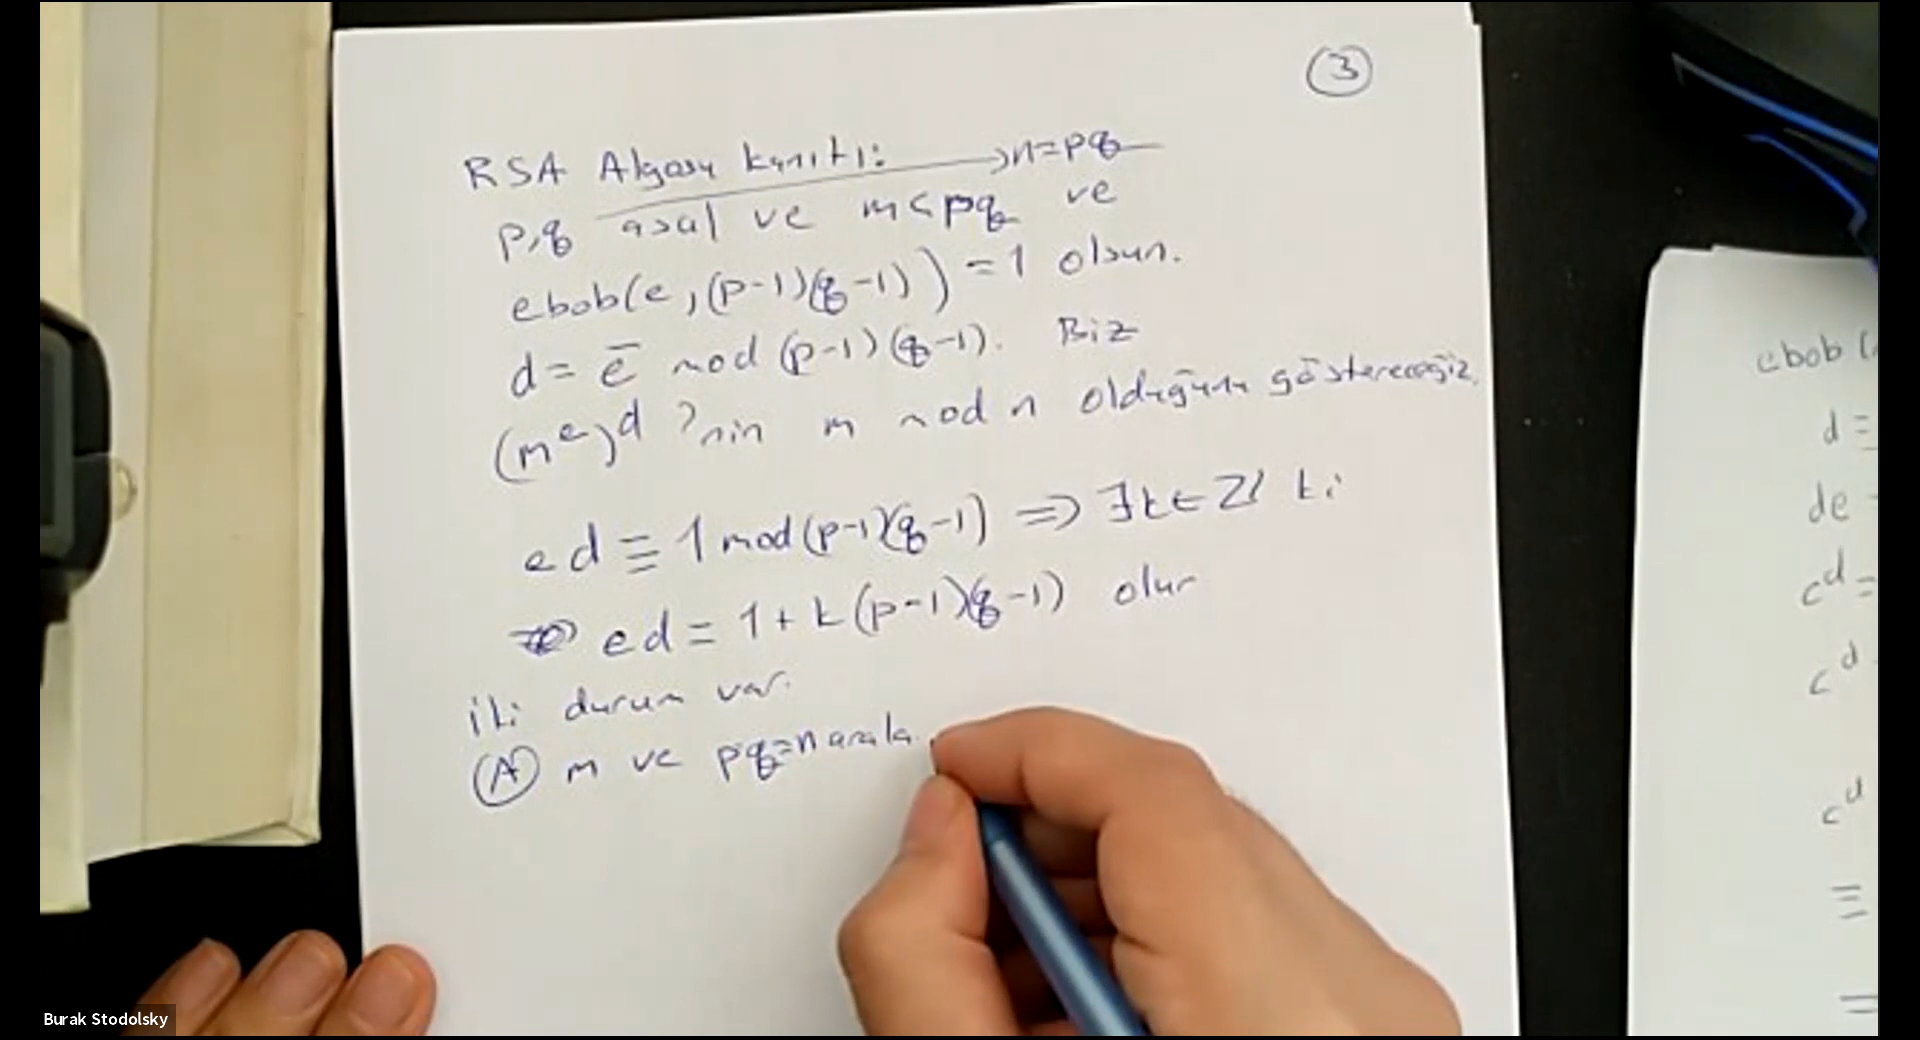 ③
RSA Algosu kanıtı: → n=pq
p,q asal ve m<pq ve
ebob(e,(p-1)(q-1))=1 olsun.
d = e̅ mod (p-1)(q-1). Biz
(m^e)^d 'nin m mod n olduğunu göstereceğiz.
ed ≡ 1 mod(p-1)(q-1) ⇒ ∃k∈ℤ ki
ed = 1 + k(p-1)(q-1) olur
iki durum var.
Ⓐ m ve pq=n arala
ebob(
d =
de
c^d =
c^d
c^d
≡
=
Burak Stodolsky